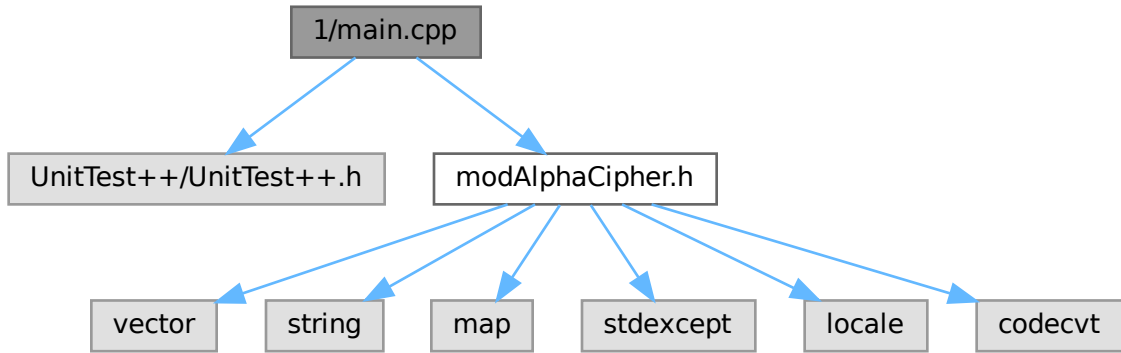 1/main.cpp
UnitTest++/UnitTest++.h
modAlphaCipher.h
vector
string
map
stdexcept
locale
codecvt